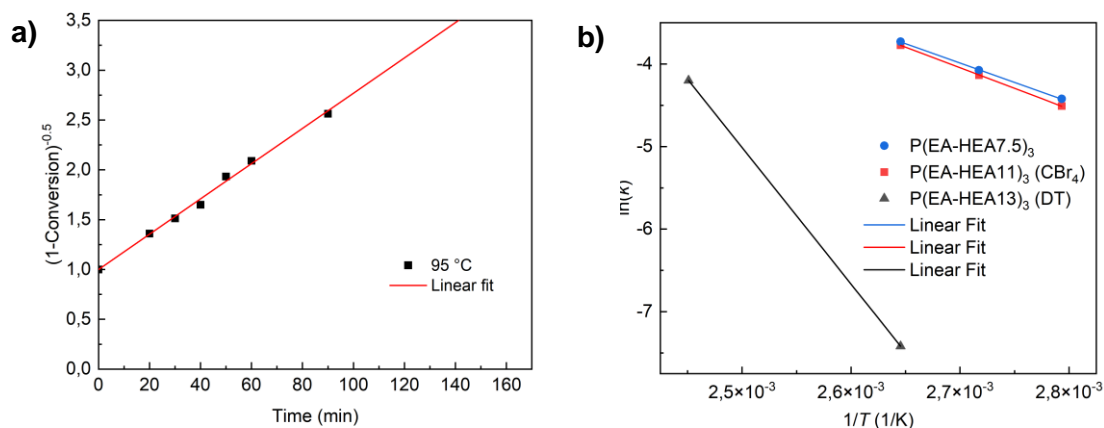 a)
3,5
3,0
2,5
2,0
1,5
1,0
0,5
0,0
(1-Conversion)-0.5
95 °C
Linear fit
0 20 40 60 80 100 120 140 160
Time (min)
b)
-4
-5
-6
-7
ln(k)
P(EA-HEA7.5)3
P(EA-HEA11)3 (CBr4)
P(EA-HEA13)3 (DT)
Linear Fit
Linear Fit
Linear Fit
2,5×10-3 2,6×10-3 2,7×10-3 2,8×10-3
1/T (1/K)